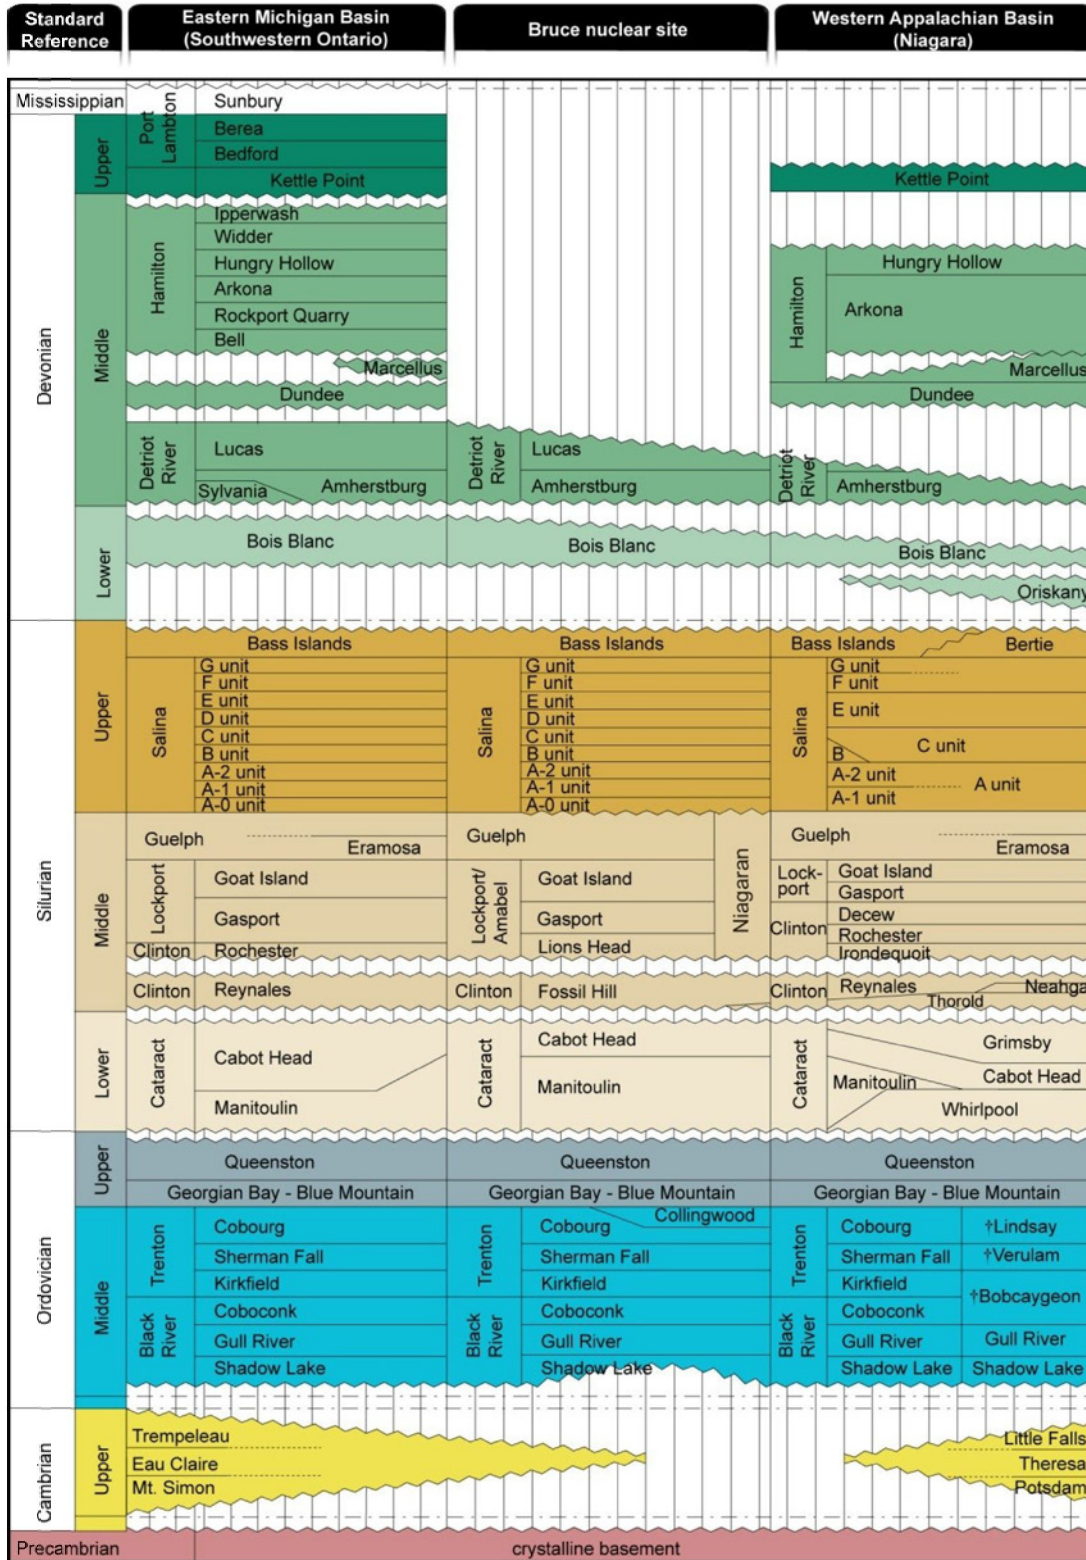 Standard
Reference
Eastern Michigan Basin
(Southwestern Ontario)
Bruce nuclear site
Western Appalachian Basin
(Niagara)
Mississippian
Devonian
Upper
Middle
Lower
Port
Lambton
Sunbury
Berea
Bedford
Kettle Point
Kettle Point
Hamilton
Ipperwash
Widder
Hungry Hollow
Arkona
Rockport Quarry
Bell
Marcellus
Dundee
Hamilton
Hungry Hollow
Arkona
Marcellus
Dundee
Detriot
River
Lucas
Sylvania
Amherstburg
Detriot
River
Lucas
Amherstburg
Detriot
River
Amherstburg
Bois Blanc
Bois Blanc
Bois Blanc
Oriskany
Silurian
Upper
Middle
Lower
Bass Islands
Salina
G unit
F unit
E unit
D unit
C unit
B unit
A-2 unit
A-1 unit
A-0 unit
Bass Islands
Salina
G unit
F unit
E unit
D unit
C unit
B unit
A-2 unit
A-1 unit
A-0 unit
Bass Islands
Bertie
Salina
G unit
F unit
E unit
C unit
B
A-2 unit
A unit
A-1 unit
Guelph
Eramosa
Lockport
Goat Island
Gasport
Clinton
Rochester
Clinton
Reynales
Guelph
Niagaran
Lockport/
Amabel
Goat Island
Gasport
Lions Head
Clinton
Fossil Hill
Guelph
Eramosa
Lock-
port
Goat Island
Gasport
Clinton
Decew
Rochester
Irondequoit
Clinton
Reynales
Neahga
Thorold
Cataract
Cabot Head
Manitoulin
Cataract
Cabot Head
Manitoulin
Cataract
Grimsby
Cabot Head
Manitoulin
Whirlpool
Ordovician
Upper
Middle
Queenston
Georgian Bay - Blue Mountain
Queenston
Georgian Bay - Blue Mountain
Queenston
Georgian Bay - Blue Mountain
Trenton
Cobourg
Sherman Fall
Kirkfield
Black
River
Coboconk
Gull River
Shadow Lake
Trenton
Collingwood
Cobourg
Sherman Fall
Kirkfield
Black
River
Coboconk
Gull River
Shadow Lake
Trenton
Cobourg
†Lindsay
Sherman Fall
†Verulam
Kirkfield
†Bobcaygeon
Black
River
Coboconk
Gull River
Gull River
Shadow Lake
Shadow Lake
Cambrian
Upper
Trempeleau
Eau Claire
Mt. Simon
Little Falls
Theresa
Potsdam
Precambrian
crystalline basement